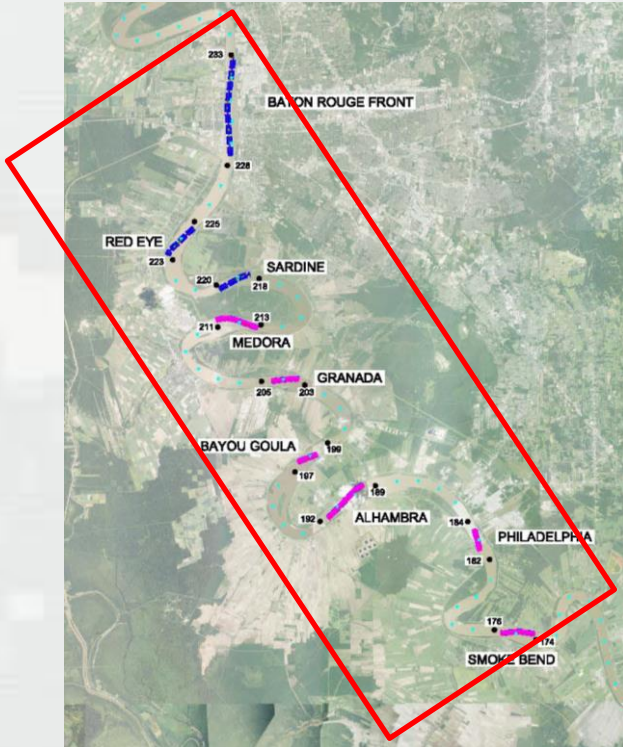 233
BATON ROUGE FRONT
228
225
RED EYE
223
SARDINE
220
218
213
211
MEDORA
GRANADA
205
203
199
BAYOU GOULA
197
189
192
ALHAMBRA
184
PHILADELPHIA
182
176
174
SMOKE BEND